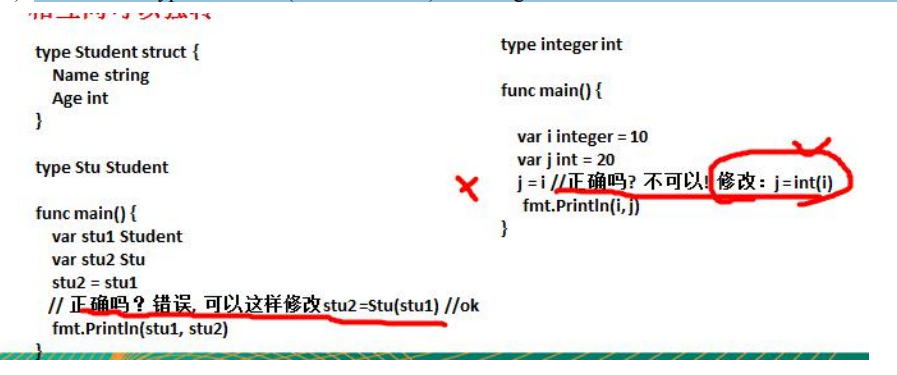 type Student struct {
Name string
Age int
}
type Stu Student
func main() {
var stu1 Student
var stu2 Stu
stu2 = stu1
// 正确吗？错误, 可以这样修改stu2 =Stu(stu1) //ok
fmt.Println(stu1, stu2)
}
type integer int
func main() {
var i integer = 10
var j int = 20
j = i //正确吗? 不可以! 修改: j=int(i)
fmt.Println(i, j)
}